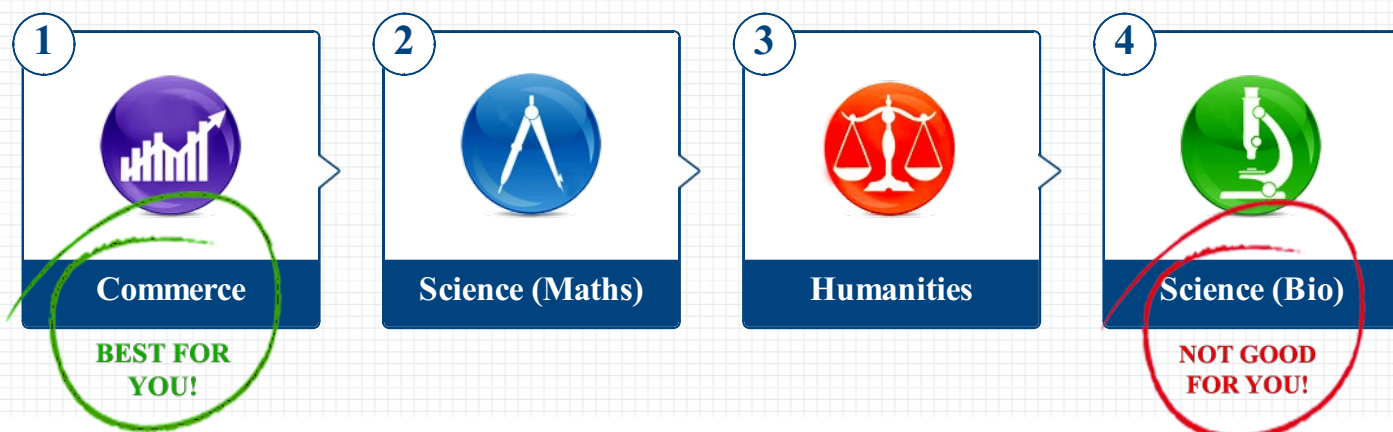 1
2
3
4
Commerce
Science (Maths)
Humanities
Science (Bio)
BEST FOR
YOU!
NOT GOOD
FOR YOU!